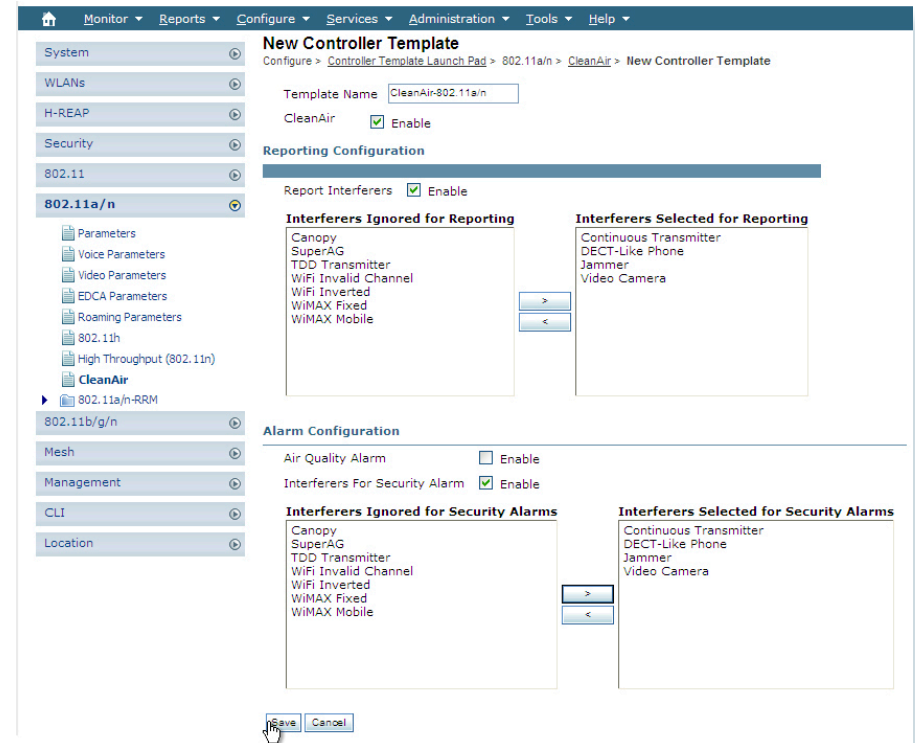 Monitor Reports Configure Services Administration Tools Help
System
WLANs
H-REAP
Security
802.11
802.11a/n
Parameters
Voice Parameters
Video Parameters
EDCA Parameters
Roaming Parameters
802.11h
High Throughput (802.11n)
CleanAir
802.11a/n-RRM
802.11b/g/n
Mesh
Management
CLI
Location
New Controller Template
Configure > Controller Template Launch Pad > 802.11a/n > CleanAir > New Controller Template
Template Name CleanAir-802.11a/n
CleanAir Enable
Reporting Configuration
Report Interferers Enable
Interferers Ignored for Reporting
Canopy
SuperAG
TDD Transmitter
WiFi Invalid Channel
WiFi Inverted
WiMAX Fixed
WiMAX Mobile
>
<
Interferers Selected for Reporting
Continuous Transmitter
DECT-Like Phone
Jammer
Video Camera
Alarm Configuration
Air Quality Alarm Enable
Interferers For Security Alarm Enable
Interferers Ignored for Security Alarms
Canopy
SuperAG
TDD Transmitter
WiFi Invalid Channel
WiFi Inverted
WiMAX Fixed
WiMAX Mobile
>
<
Interferers Selected for Security Alarms
Continuous Transmitter
DECT-Like Phone
Jammer
Video Camera
Save Cancel